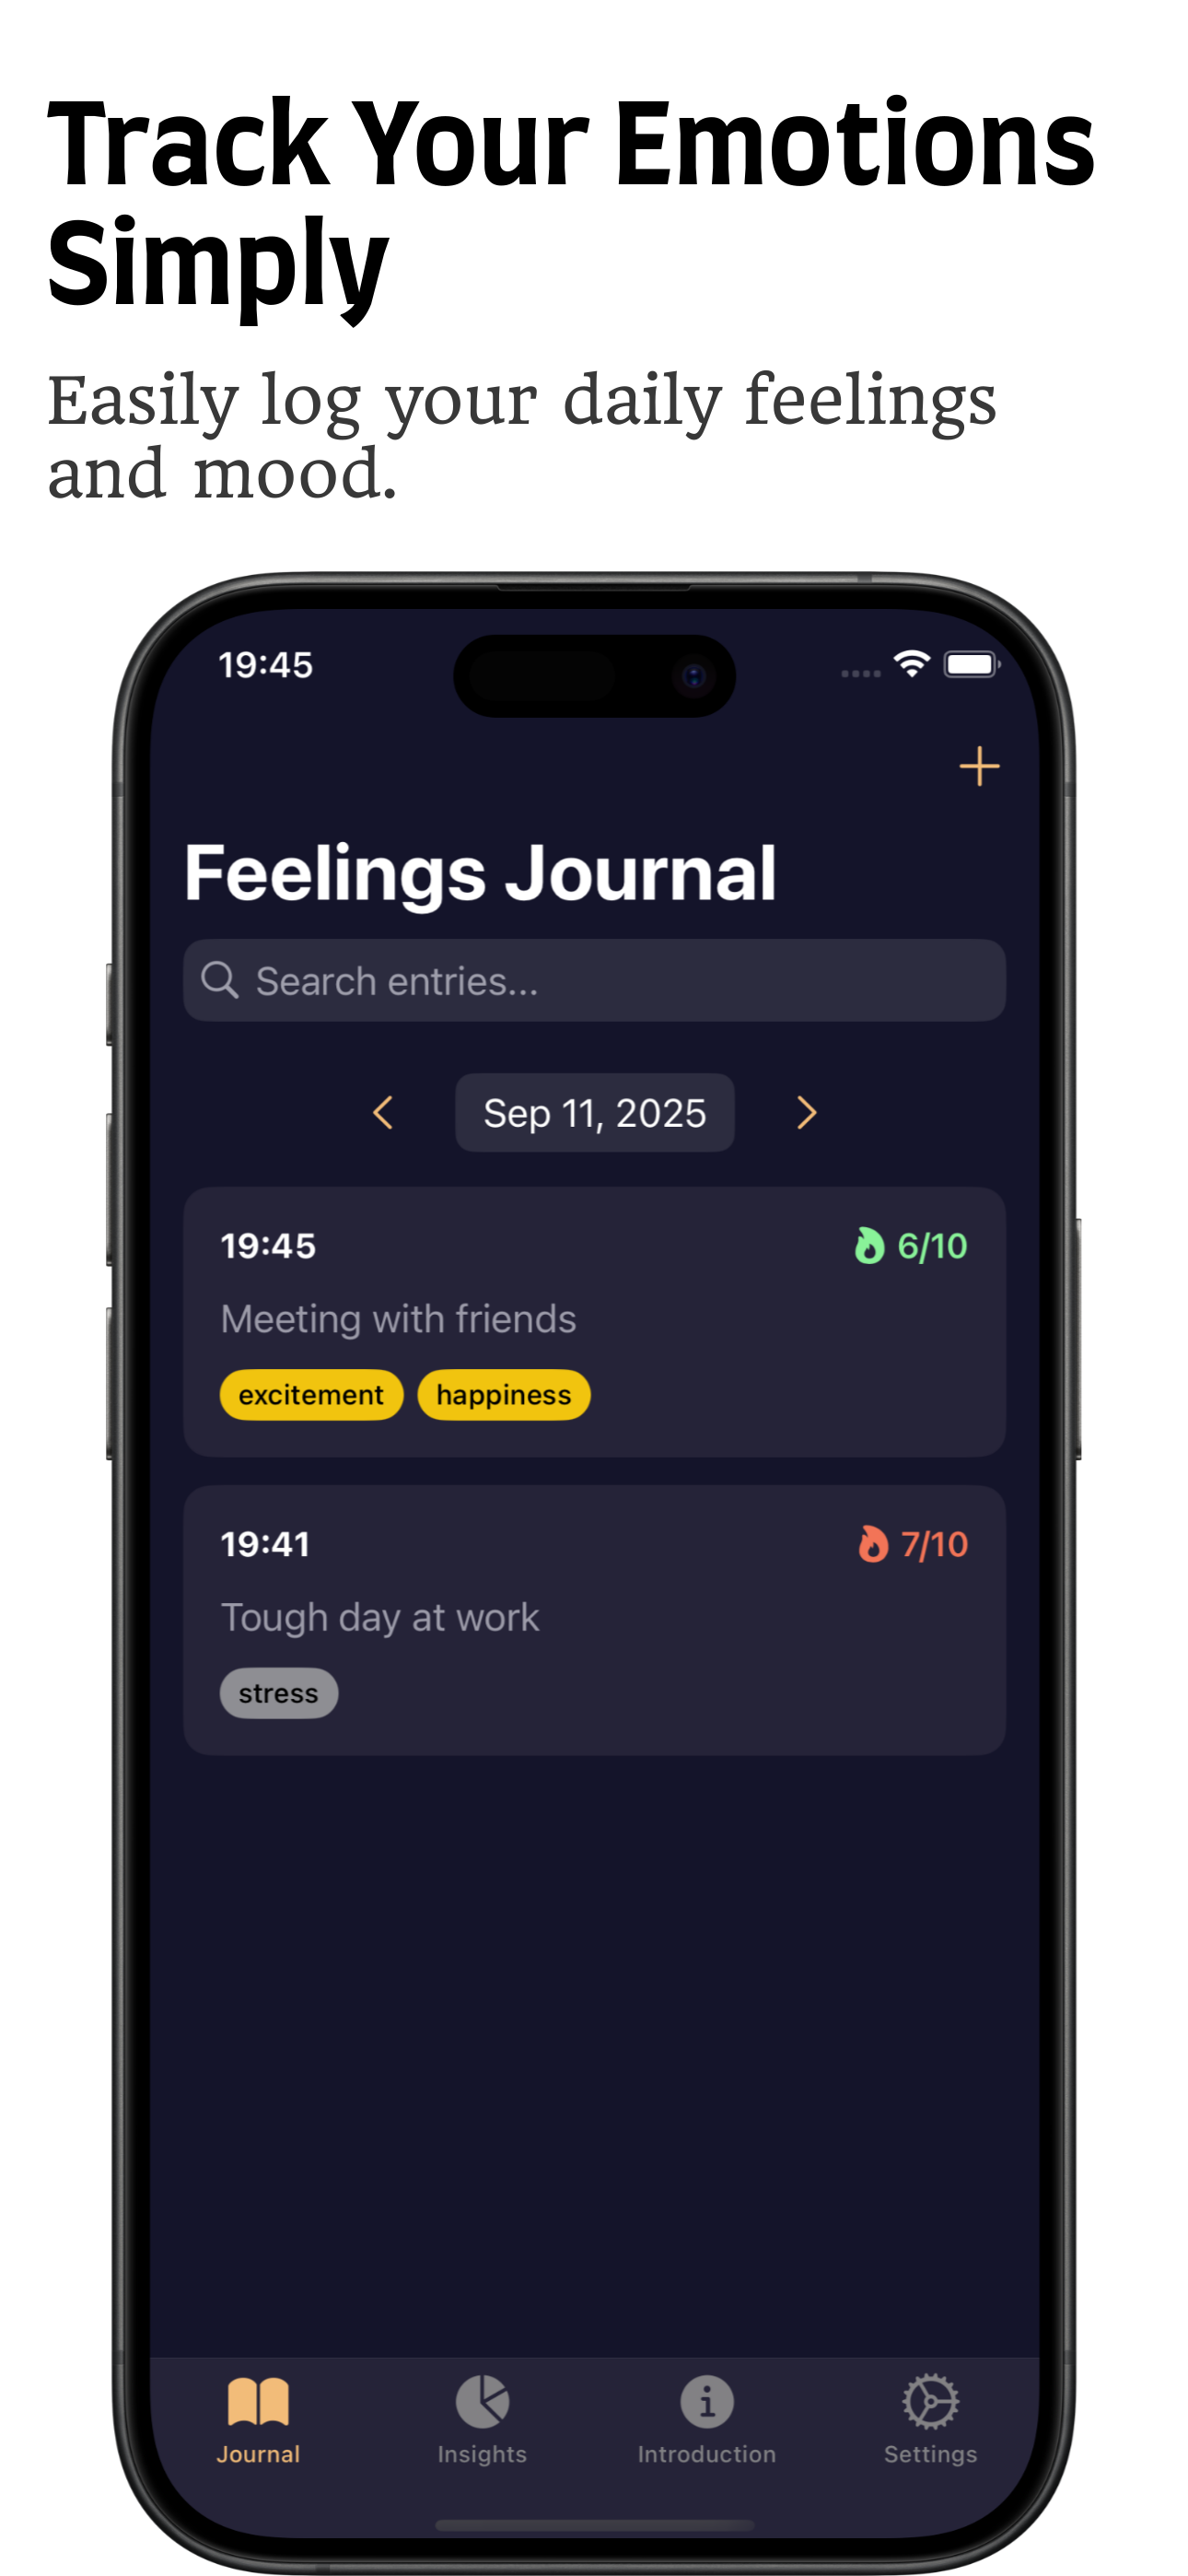 Track Your Emotions
Simply
Easily log your daily feelings
and mood.
19:45
Feelings Journal
Search entries...
Sep 11, 2025
19:45 6/10
Meeting with friends
excitement happiness
19:41 7/10
Tough day at work
stress
Journal Insights Introduction Settings